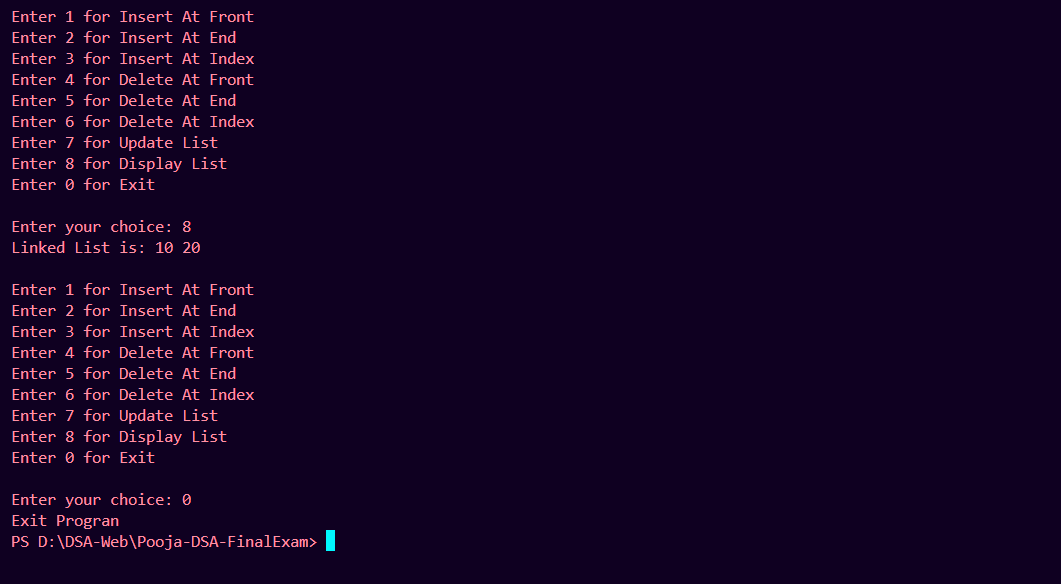 Enter 1 for Insert At Front
Enter 2 for Insert At End
Enter 3 for Insert At Index
Enter 4 for Delete At Front
Enter 5 for Delete At End
Enter 6 for Delete At Index
Enter 7 for Update List
Enter 8 for Display List
Enter 0 for Exit

Enter your choice: 8
Linked List is: 10 20

Enter 1 for Insert At Front
Enter 2 for Insert At End
Enter 3 for Insert At Index
Enter 4 for Delete At Front
Enter 5 for Delete At End
Enter 6 for Delete At Index
Enter 7 for Update List
Enter 8 for Display List
Enter 0 for Exit

Enter your choice: 0
Exit Progran
PS D:\DSA-Web\Pooja-DSA-FinalExam>